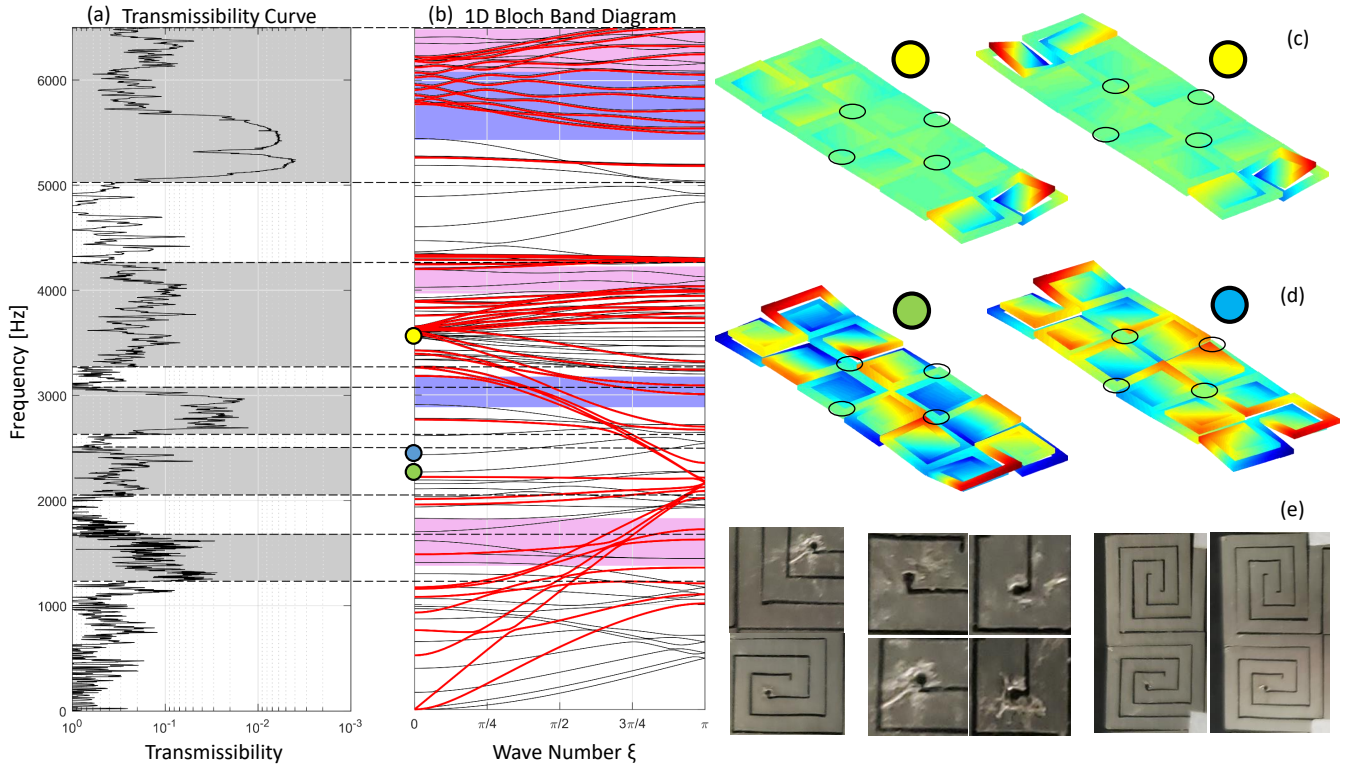 (a) Transmissibility Curve
(b) 1D Bloch Band Diagram
(c)
(d)
(e)
Frequency [Hz]
6000
5000
4000
3000
2000
1000
0
10⁰ 10⁻¹ 10⁻² 10⁻³
Transmissibility
0 π/4 π/2 3π/4 π
Wave Number ξ